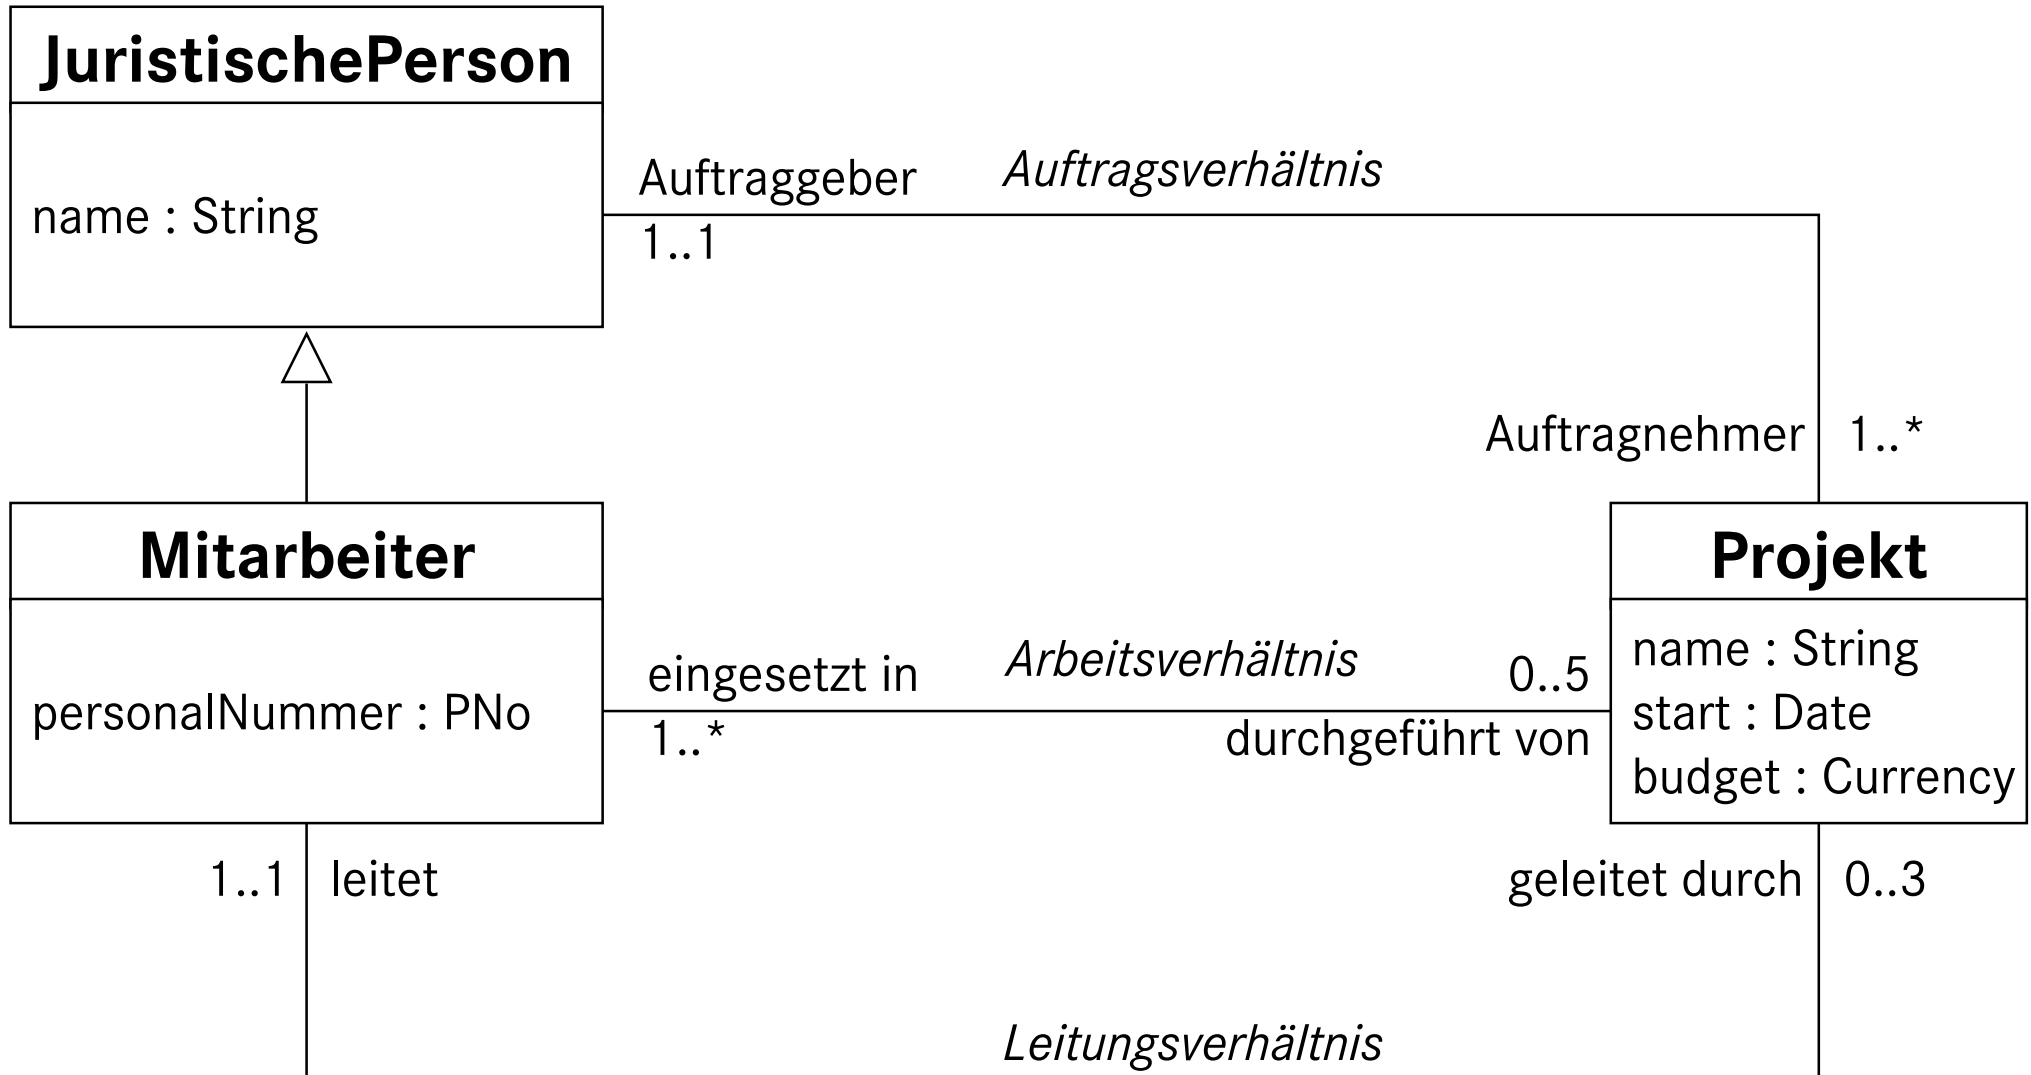 JuristischePerson
name : String
Auftraggeber
Auftragsverhältnis
1..1
Auftragnehmer
1..*
Mitarbeiter
personalNummer : PNo
eingesetzt in
1..*
Arbeitsverhältnis
0..5
durchgeführt von
Projekt
name : String
start : Date
budget : Currency
1..1
leitet
geleitet durch
0..3
Leitungsverhältnis